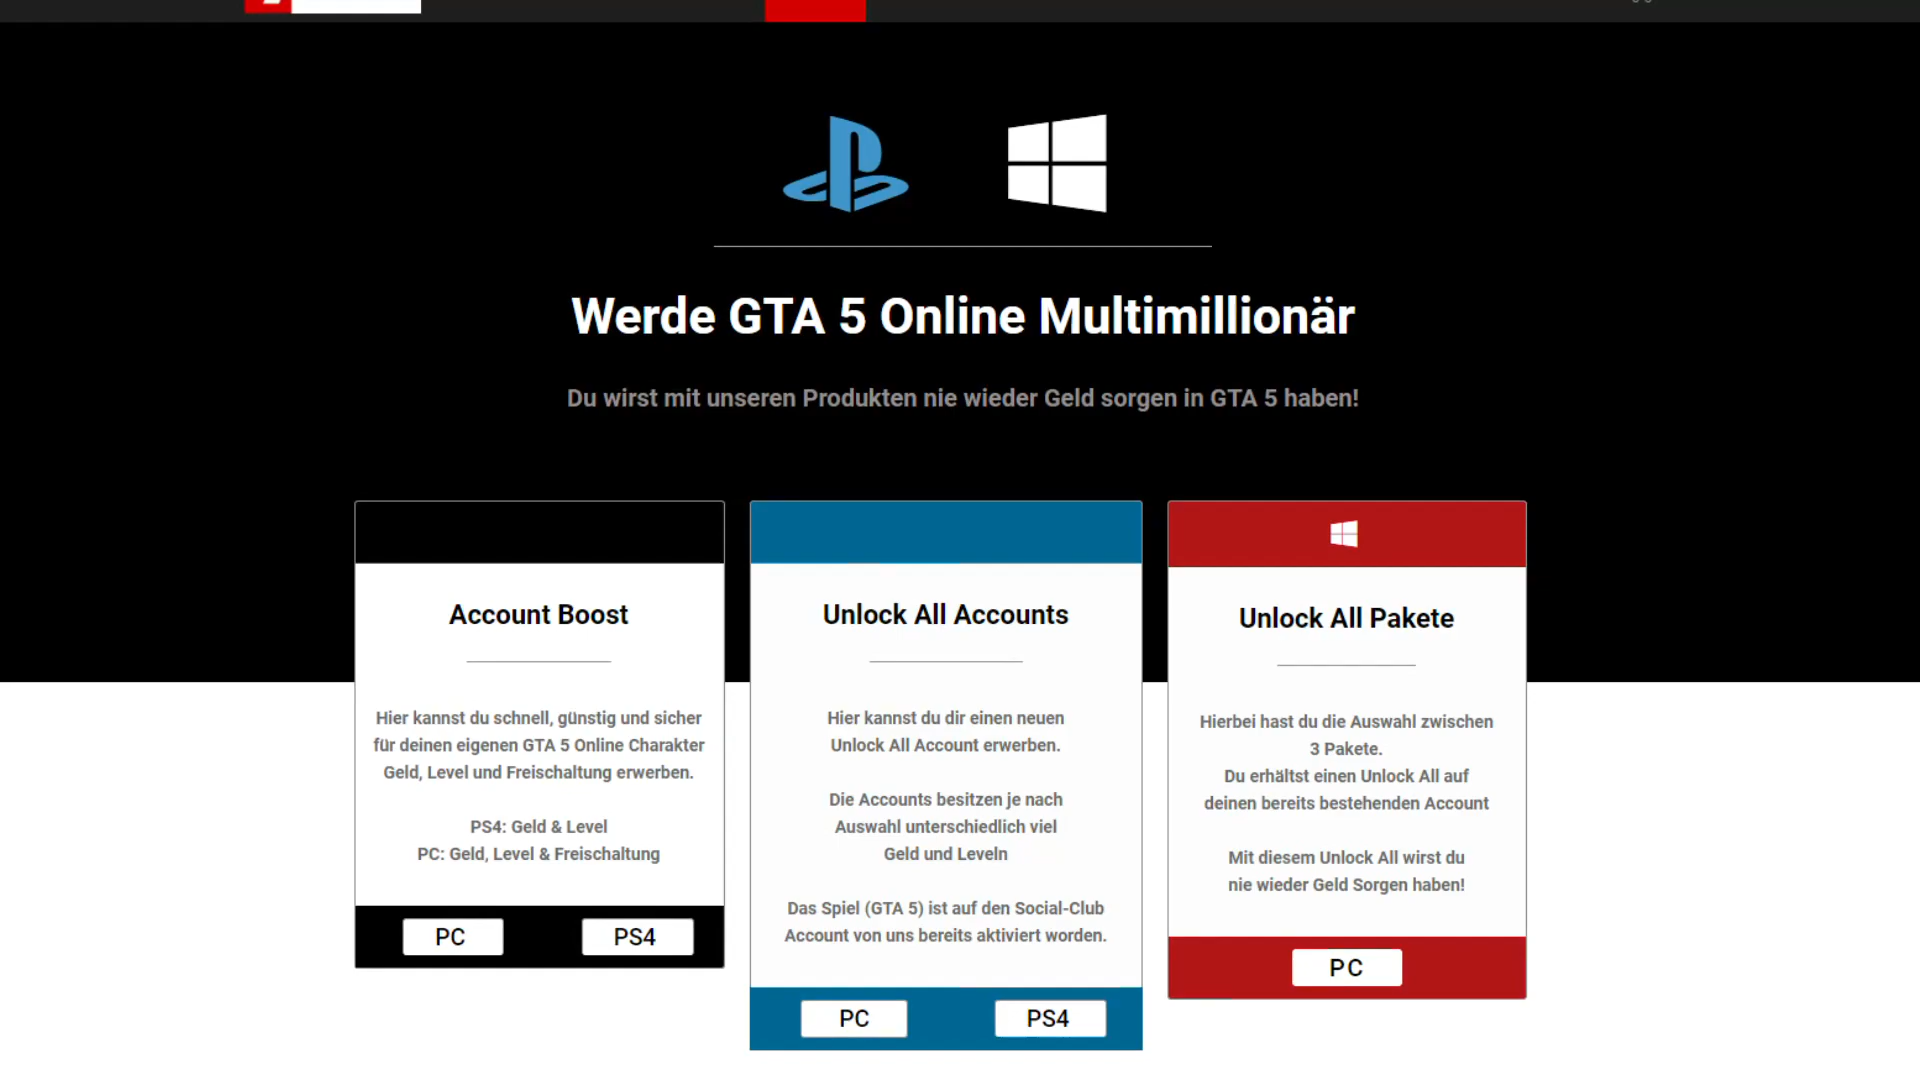 Werde GTA 5 Online Multimillionär
Du wirst mit unseren Produkten nie wieder Geld sorgen in GTA 5 haben!
Account Boost
Hier kannst du schnell, günstig und sicher
für deinen eigenen GTA 5 Online Charakter
Geld, Level und Freischaltung erwerben.
PS4: Geld & Level
PC: Geld, Level & Freischaltung
PC
PS4
Unlock All Accounts
Hier kannst du dir einen neuen
Unlock All Account erwerben.
Die Accounts besitzen je nach
Auswahl unterschiedlich viel
Geld und Leveln
Das Spiel (GTA 5) ist auf den Social-Club
Account von uns bereits aktiviert worden.
PC
PS4
Unlock All Pakete
Hierbei hast du die Auswahl zwischen
3 Pakete.
Du erhältst einen Unlock All auf
deinen bereits bestehenden Account
Mit diesem Unlock All wirst du
nie wieder Geld Sorgen haben!
PC